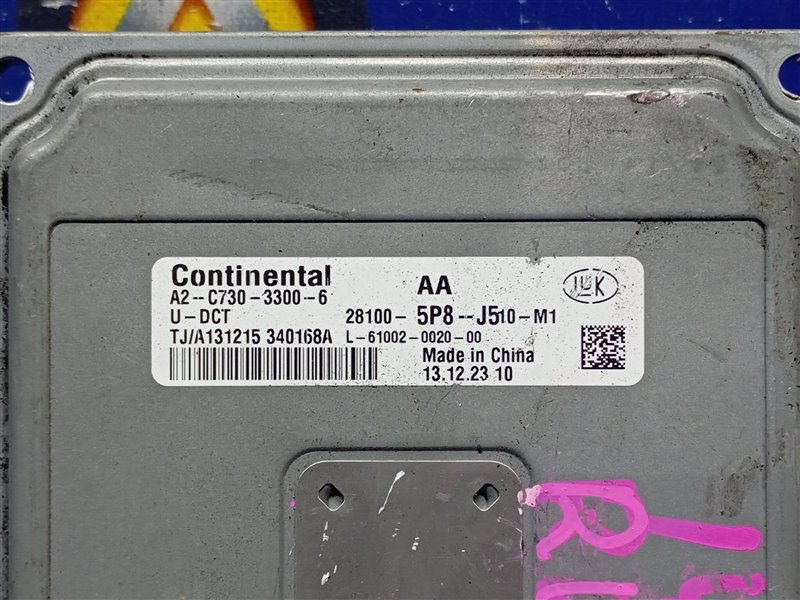 Continental
AA
A2-C730-3300-6
U-DCT
28100-5P8-J510-M1
TJ/A131215 340168A
L-61002-0020-00
Made in China
13.12.23 10